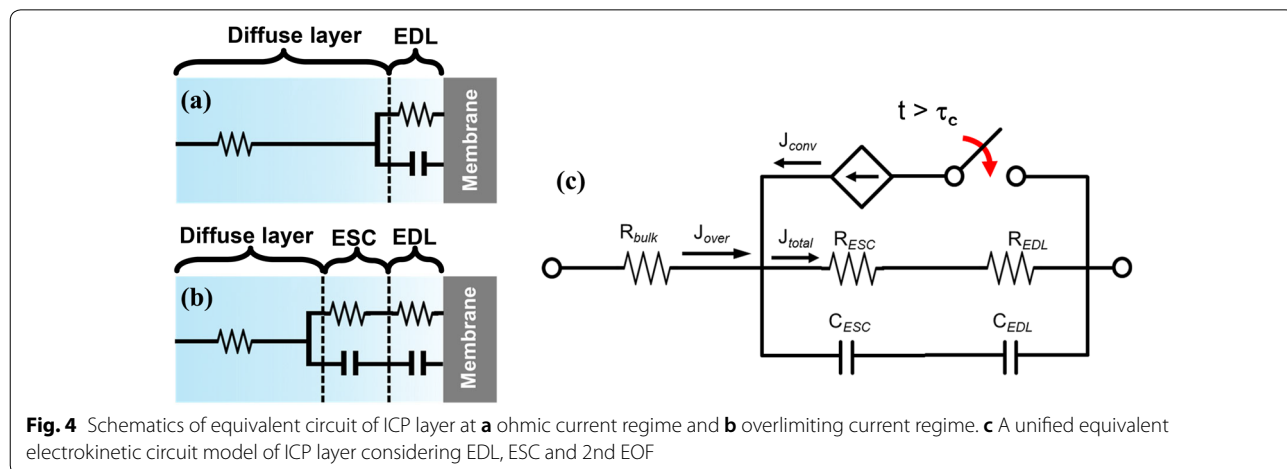 Diffuse layer EDL
(a)
Membrane
Diffuse layer ESC EDL
(b)
Membrane
(c)
t > τc
Jconv
Rbulk Jover Jtotal RESC REDL
CESC CEDL
Fig. 4 Schematics of equivalent circuit of ICP layer at a ohmic current regime and b overlimiting current regime. c A unified equivalent
electrokinetic circuit model of ICP layer considering EDL, ESC and 2nd EOF